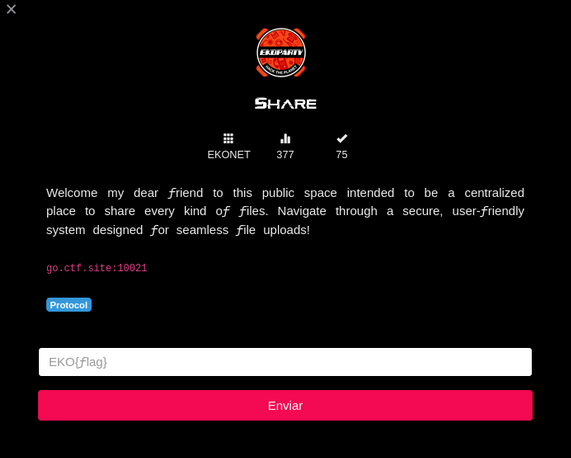 ×
EKOPARTY
HACK THE PLANET
Share
EKONET 377 75
Welcome my dear ƒriend to this public space intended to be a centralized
place to share every kind oƒ ƒiles. Navigate through a secure, user-ƒriendly
system designed ƒor seamless ƒile uploads!
go.ctf.site:10021
Protocol
EKO{ƒlag}
Enviar